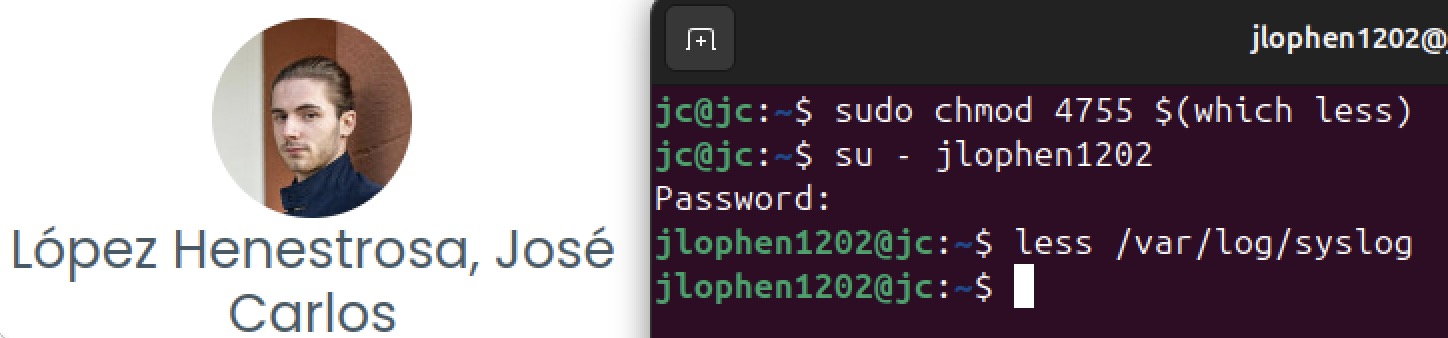 López Henestrosa, José
Carlos
jlophen1202@
jc@jc:~$ sudo chmod 4755 $(which less)
jc@jc:~$ su - jlophen1202
Password:
jlophen1202@jc:~$ less /var/log/syslog
jlophen1202@jc:~$